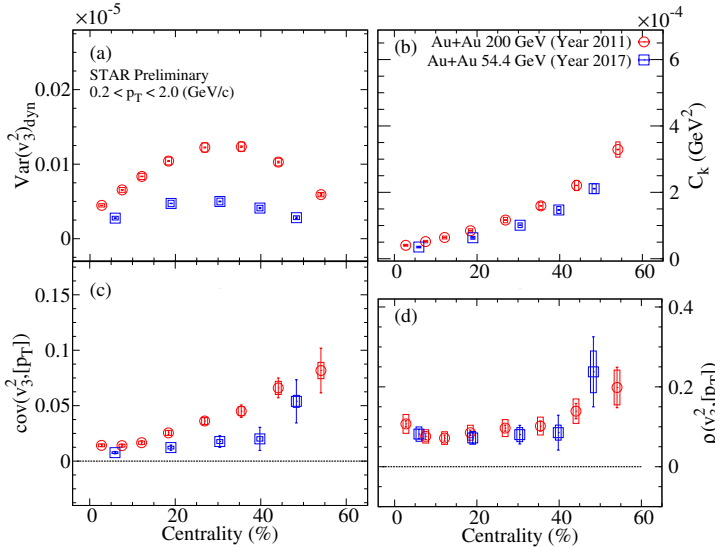 ×10⁻⁵
(a)
STAR Preliminary
0.2 < p_T < 2.0 (GeV/c)
Var(v₃²)_dyn
0.02
0.01
0
(b)
Au+Au 200 GeV (Year 2011)
Au+Au 54.4 GeV (Year 2017)
×10⁻⁴
6
4
2
0
C_k (GeV²)
0 20 40 60
(c)
cov(v₃²,[p_T])
0.15
0.1
0.05
0
0 20 40 60
Centrality (%)
(d)
0.4
0.2
0
ρ(v₃²,[p_T])
0 20 40 60
Centrality (%)